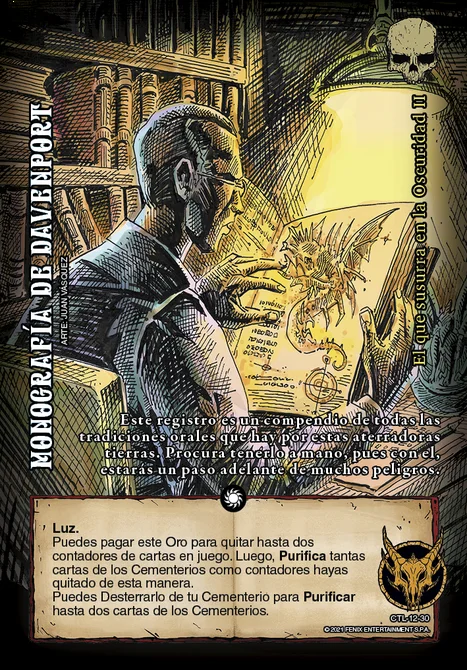 MONOGRAFÍA DE DAVENPORT
ARTE: JUAN VÁSQUEZ
El que susurra en la Oscuridad II
Este registro es un compendio de todas las
tradiciones orales que hay por estas aterradoras
tierras. Procura tenerlo a mano, pues con el,
estarás un paso adelante de muchos peligros.
Luz.
Puedes pagar este Oro para quitar hasta dos
contadores de cartas en juego. Luego, Purifica tantas
cartas de los Cementerios como contadores hayas
quitado de esta manera.
Puedes Desterrarlo de tu Cementerio para Purificar
hasta dos cartas de los Cementerios.
CTL-12-30
© 2021 FENIX ENTERTAINMENT S.P.A.